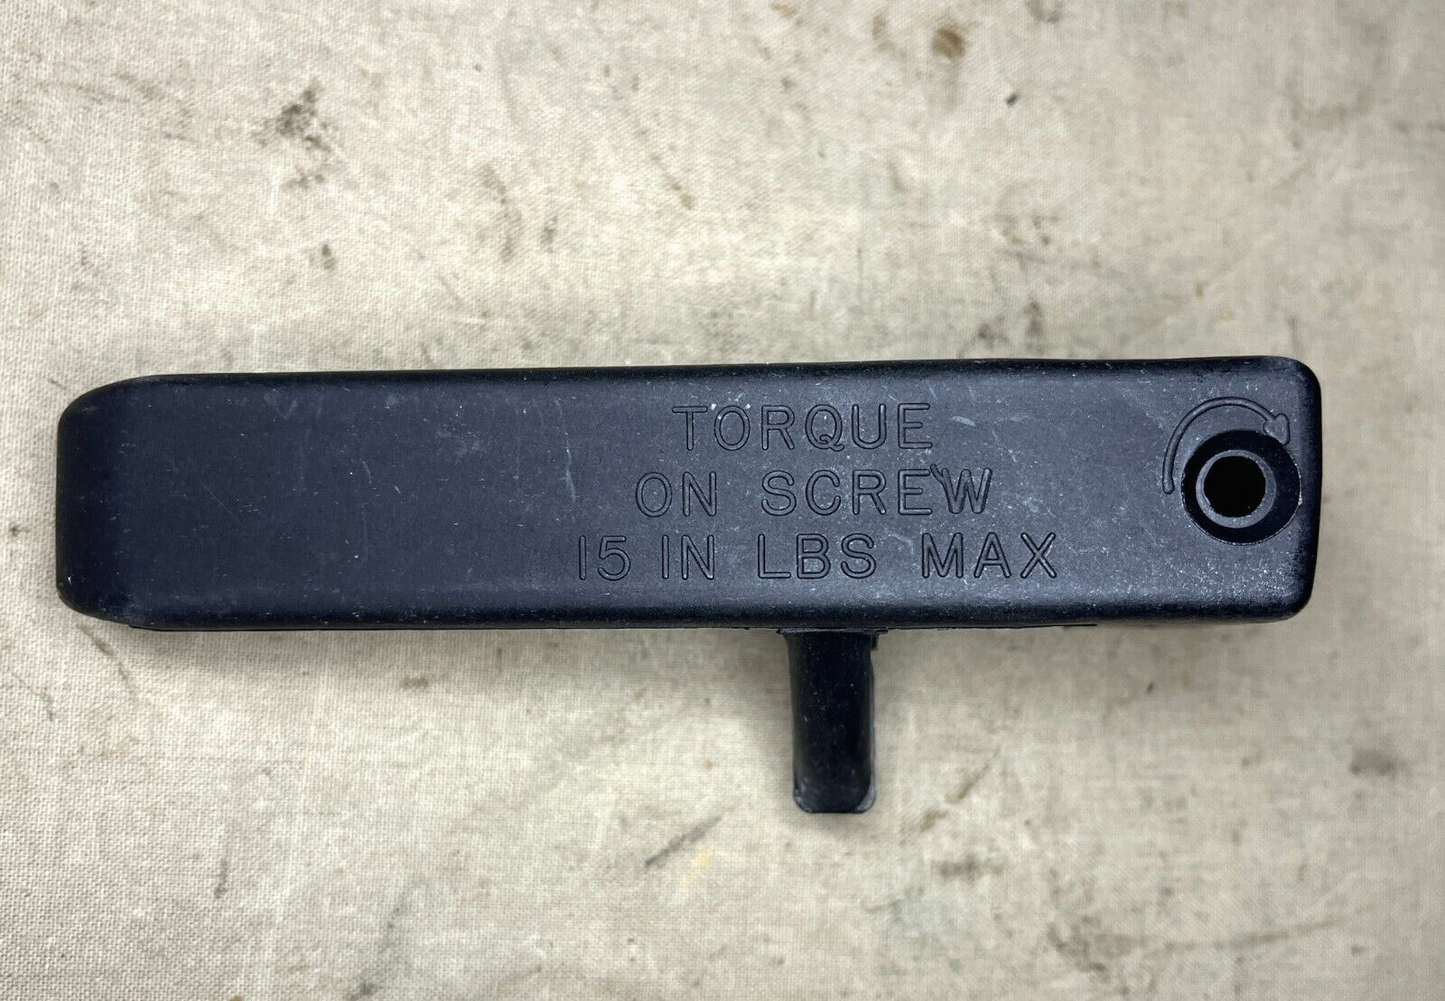 TORQUE
ON SCREW
15 IN LBS MAX